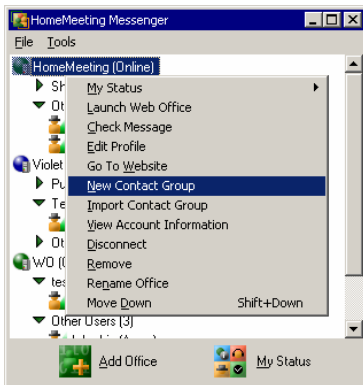 HomeMeeting Messenger
File Tools
HomeMeeting (Online)
My Status
Launch Web Office
Check Message
Edit Profile
Violet
Go To Website
New Contact Group
Import Contact Group
View Account Information
Disconnect
Remove
Rename Office
Move Down Shift+Down
Other Users (3)
Add Office My Status